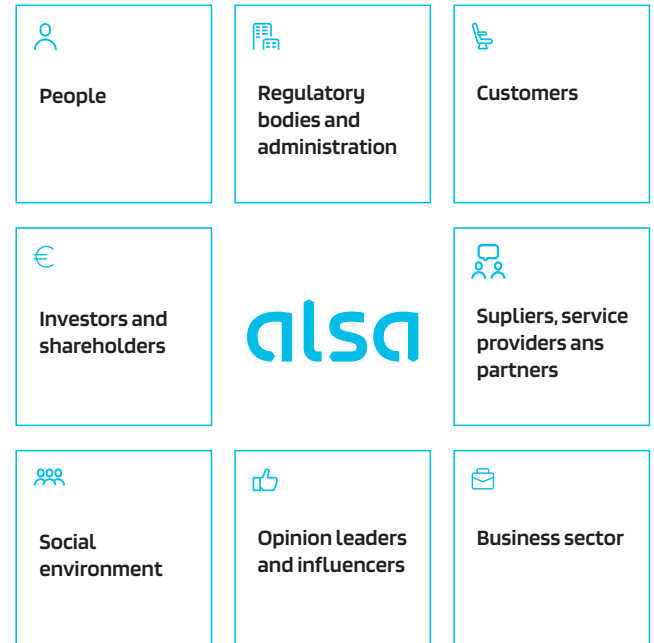 People
Regulatory
bodies and
administration
Customers
Investors and
shareholders
alsa
Supliers, service
providers ans
partners
Social
environment
Opinion leaders
and influencers
Business sector